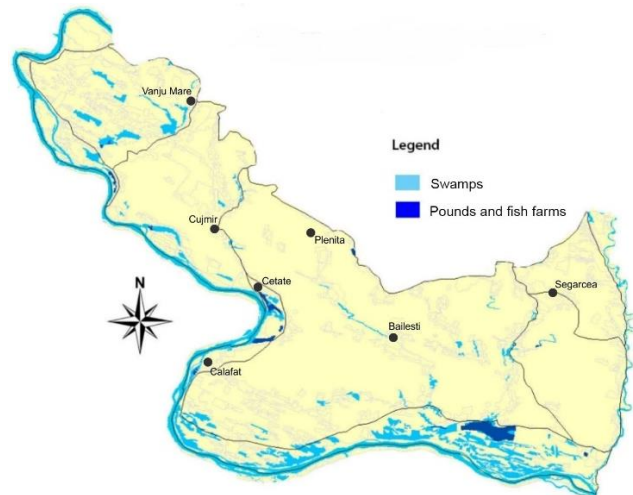 Vanju Mare
Legend
Swamps
Pounds and fish farms
Cujmir
Plenita
N
Cetate
Segarcea
Bailesti
Calafat